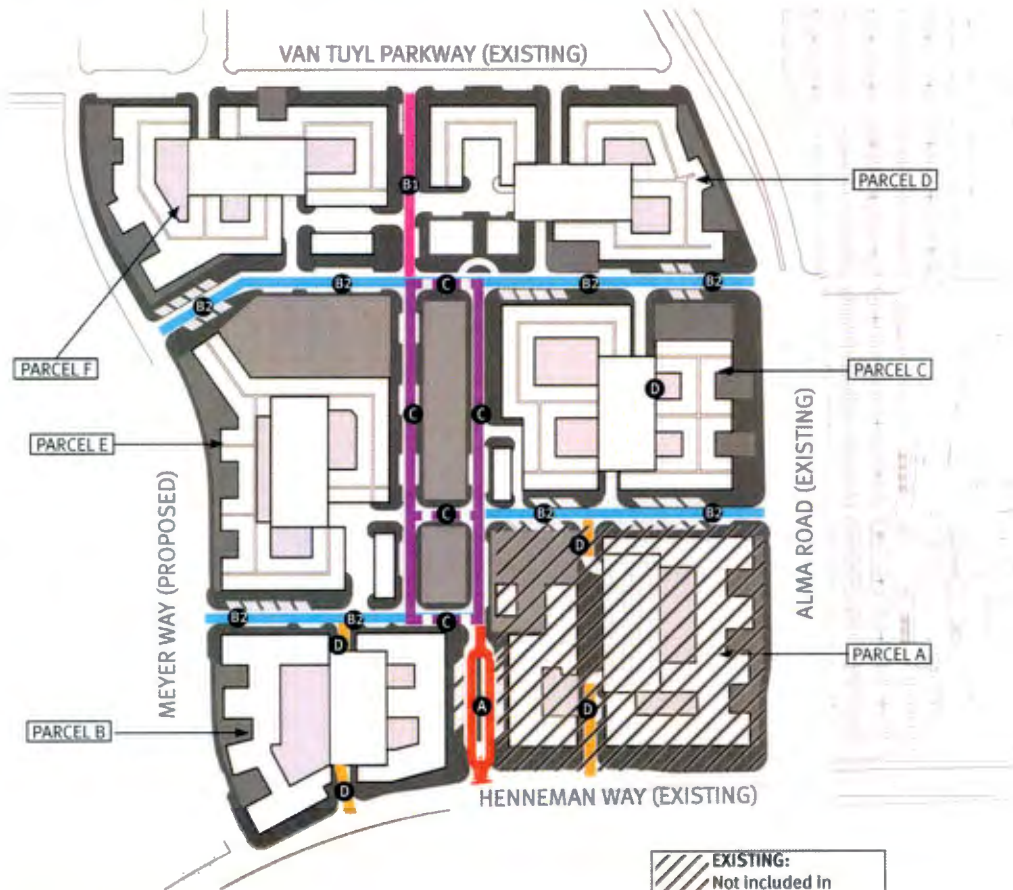 VAN TUYL PARKWAY (EXISTING)
PARCEL D
B1
C
B2
B2
B2
B2
PARCEL F
PARCEL C
D
C
C
PARCEL E
MEYER WAY (PROPOSED)
ALMA ROAD (EXISTING)
C
B2
B2
D
B2
B2
C
D
PARCEL A
A
D
PARCEL B
D
HENNEMAN WAY (EXISTING)
EXISTING:
Not included in